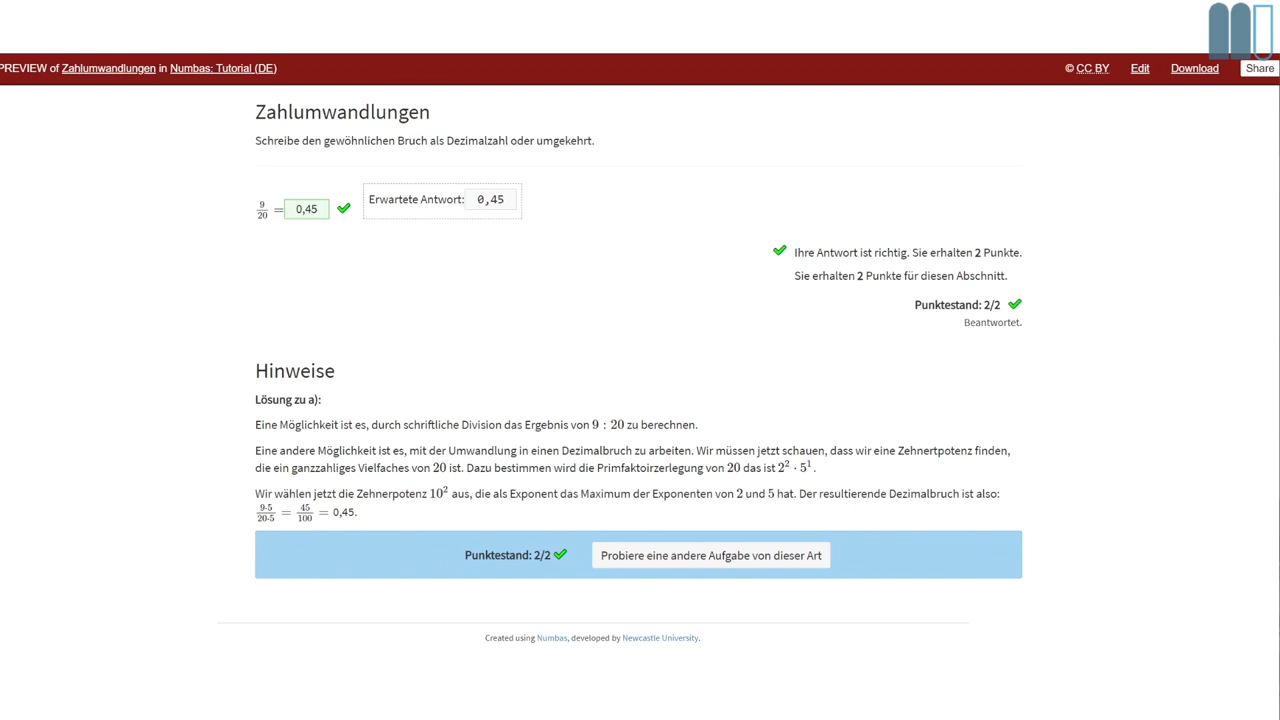 PREVIEW of Zahlumwandlungen in Numbas: Tutorial (DE)
© CC BY Edit Download Share
Zahlumwandlungen
Schreibe den gewöhnlichen Bruch als Dezimalzahl oder umgekehrt.
9/20 = 0,45 Erwartete Antwort: 0,45
Ihre Antwort ist richtig. Sie erhalten 2 Punkte.
Sie erhalten 2 Punkte für diesen Abschnitt.
Punktestand: 2/2
Beantwortet.
Hinweise
Lösung zu a):
Eine Möglichkeit ist es, durch schriftliche Division das Ergebnis von 9 : 20 zu berechnen.
Eine andere Möglichkeit ist es, mit der Umwandlung in einen Dezimalbruch zu arbeiten. Wir müssen jetzt schauen, dass wir eine Zehnertpotenz finden,
die ein ganzzahliges Vielfaches von 20 ist. Dazu bestimmen wird die Primfaktoirzerlegung von 20 das ist 2² · 5¹.
Wir wählen jetzt die Zehnerpotenz 10² aus, die als Exponent das Maximum der Exponenten von 2 und 5 hat. Der resultierende Dezimalbruch ist also:
9·5/20·5 = 45/100 = 0,45.
Punktestand: 2/2 Probiere eine andere Aufgabe von dieser Art
Created using Numbas, developed by Newcastle University.